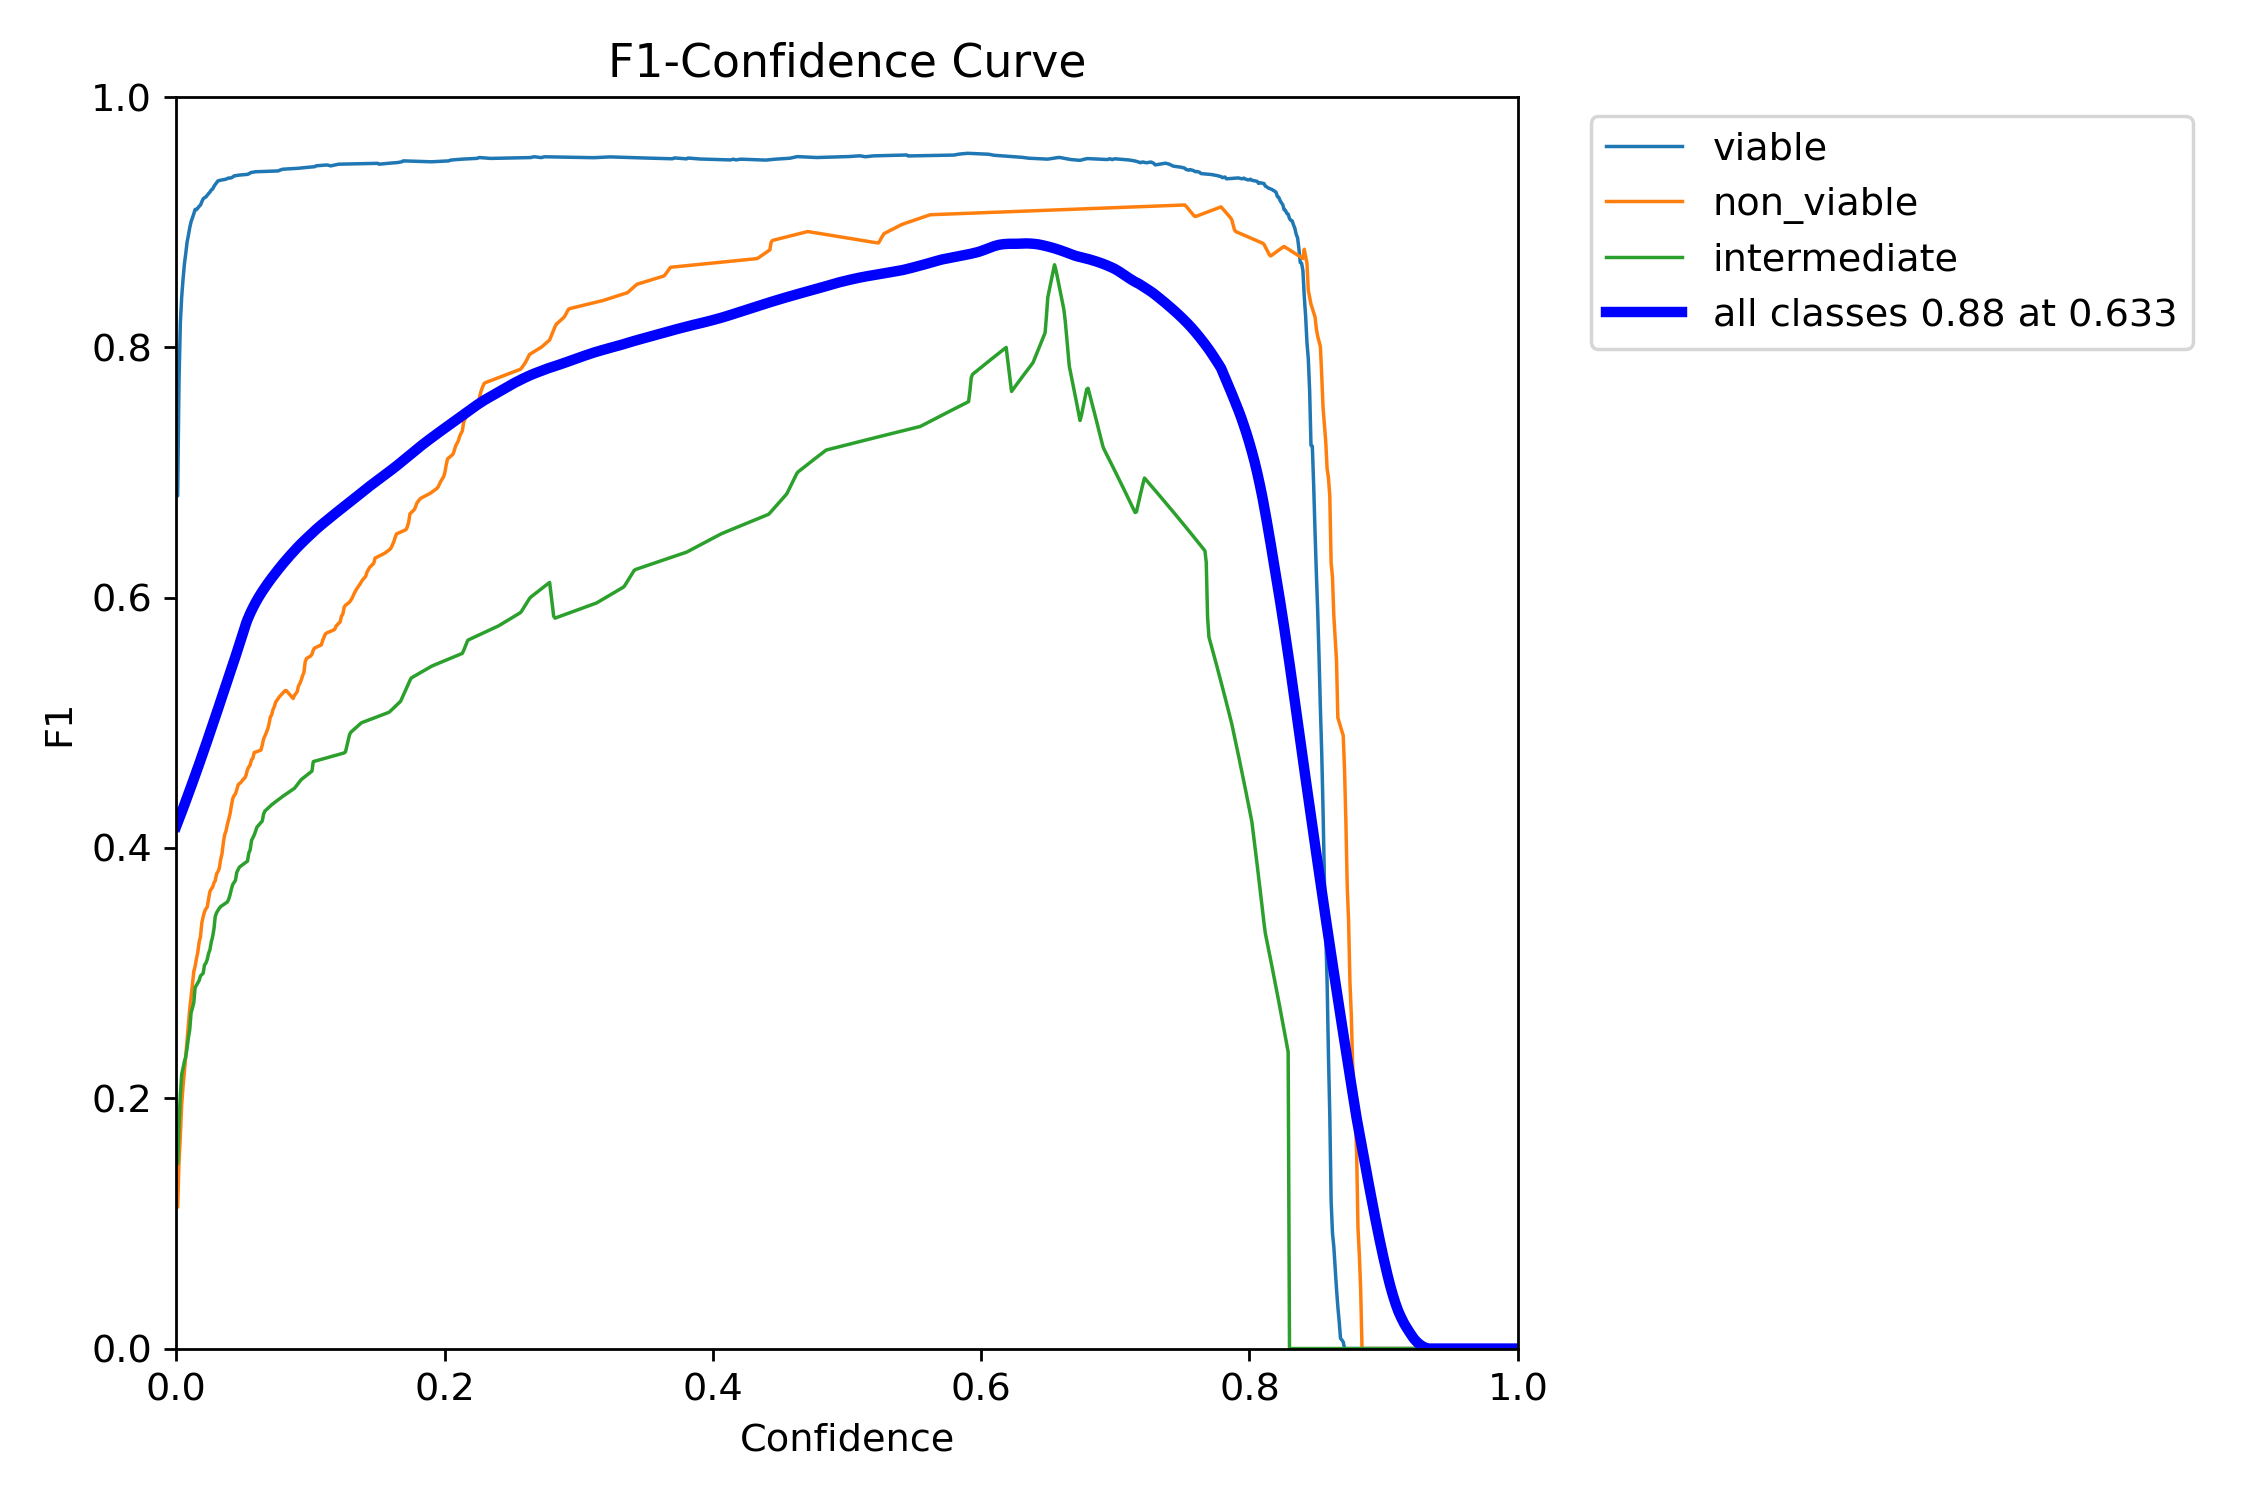 F1-Confidence Curve
1.0
0.8
0.6
0.4
0.2
0.0
F1
0.0 0.2 0.4 0.6 0.8 1.0
Confidence
viable
non_viable
intermediate
all classes 0.88 at 0.633